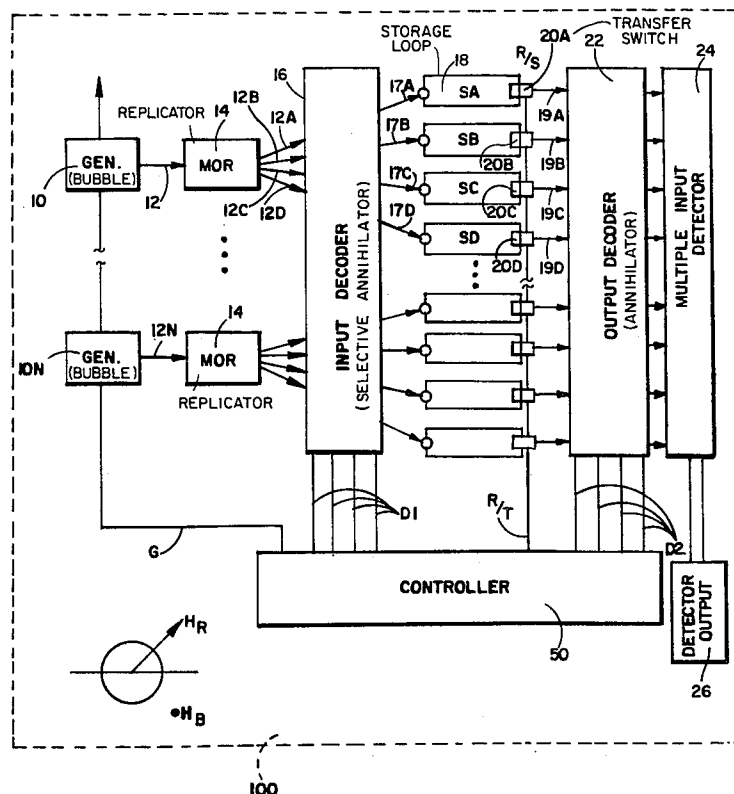 STORAGE LOOP
18
R/S
20A
TRANSFER SWITCH
22
24
REPLICATOR
14
12B
12A
16
17A
SA
19A
GEN. (BUBBLE)
10
12
MOR
12C
12D
17B
SB
20B
19B
17C
SC
20C
19C
17D
SD
20D
19D
INPUT DECODER
(SELECTIVE ANNIHILATOR)
OUTPUT DECODER
(ANNIHILATOR)
MULTIPLE INPUT DETECTOR
GEN. (BUBBLE)
10N
12N
14
MOR
REPLICATOR
D1
R/T
D2
G
CONTROLLER
50
DETECTOR OUTPUT
26
HR
HB
100